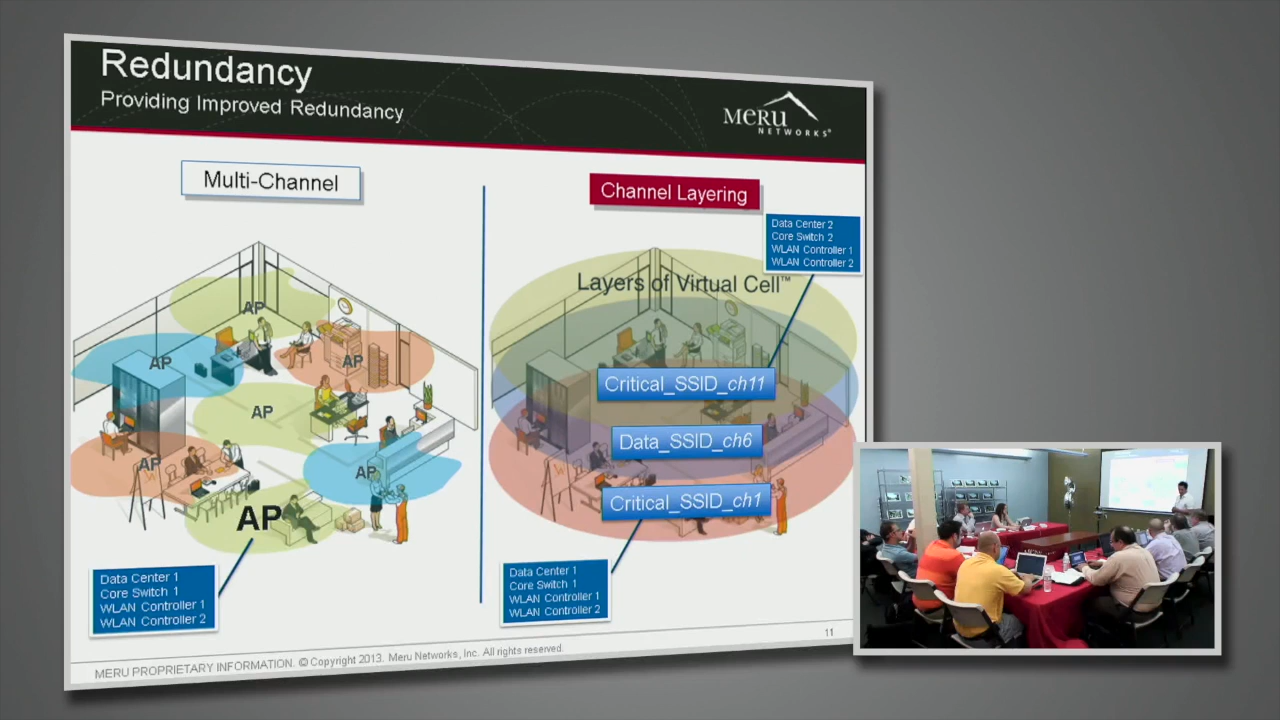 Redundancy
Providing Improved Redundancy
MERU
NETWORKS®
Multi-Channel
AP
AP
AP
AP
AP
AP
AP
Data Center 1
Core Switch 1
WLAN Controller 1
WLAN Controller 2
Channel Layering
Data Center 2
Core Switch 2
WLAN Controller 1
WLAN Controller 2
Layers of Virtual Cell™
Critical_SSID_ch11
Data_SSID_ch6
Critical_SSID_ch1
Data Center 1
Core Switch 1
WLAN Controller 1
WLAN Controller 2
11
MERU PROPRIETARY INFORMATION. © Copyright 2013. Meru Networks, Inc. All rights reserved.